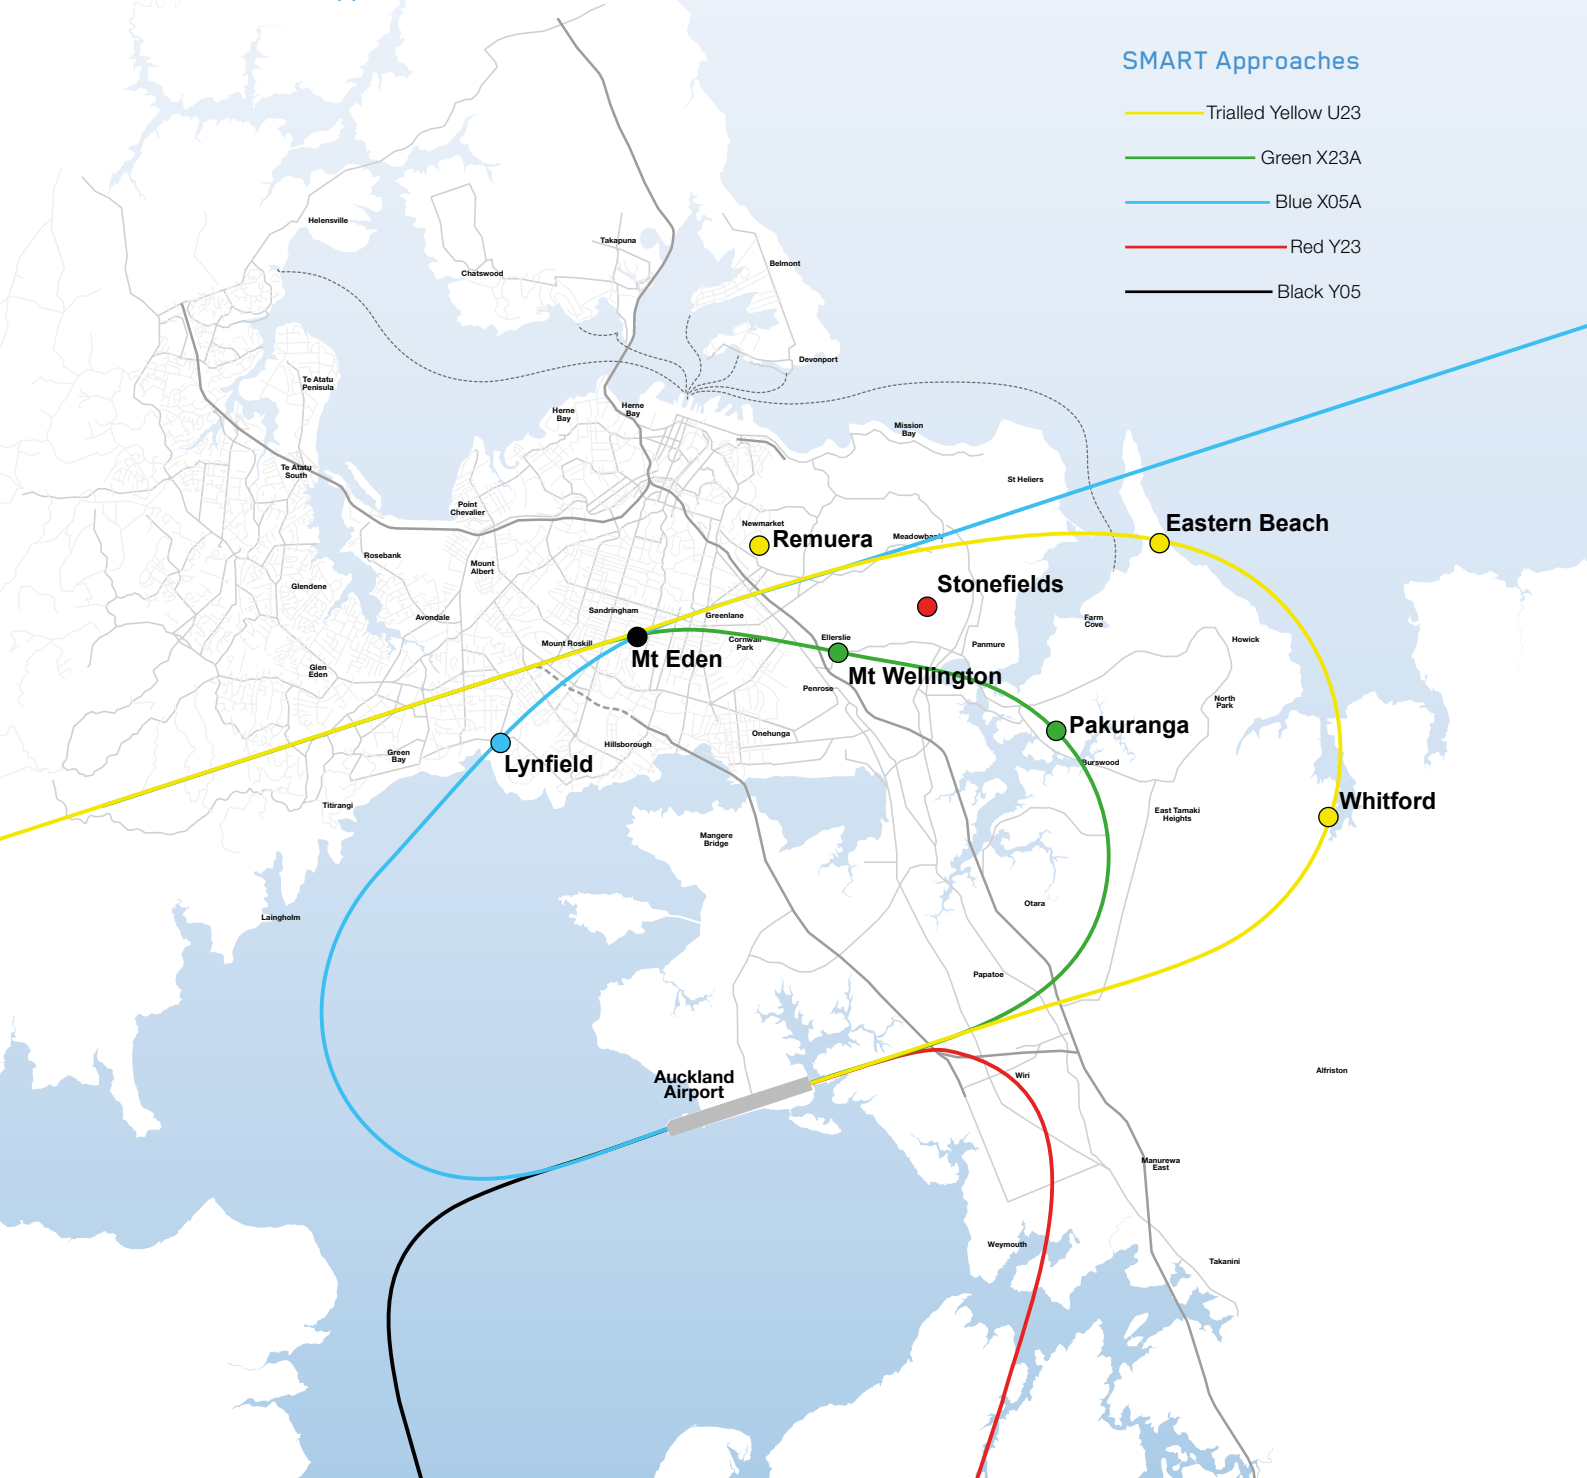 SMART Approaches
Trialled Yellow U23
Green X23A
Blue X05A
Red Y23
Black Y05
Helensville
Takapuna
Belmont
Chatswood
Devonport
Te Atatu
Penisula
Herne
Bay
Herne
Bay
Mission
Bay
Te Atatu
South
St Heliers
Point
Chevalier
Newmarket
Remuera
Meadowbank
Eastern Beach
Rosebank
Mount
Albert
Glendene
Stonefields
Sandringham
Avondale
Greenlane
Farm
Cove
Mount Roskill
Cornwall
Park
Ellerslie
Panmure
Howick
Mt Eden
Mt Wellington
Glen
Eden
Penrose
North
Park
Pakuranga
Onehunga
Hillsborough
Green
Bay
Lynfield
Burswood
Titirangi
Whitford
East Tamaki
Heights
Mangere
Bridge
Otara
Laingholm
Papatoe
Auckland
Airport
Wiri
Alfriston
Manurewa
East
Weymouth
Takanini